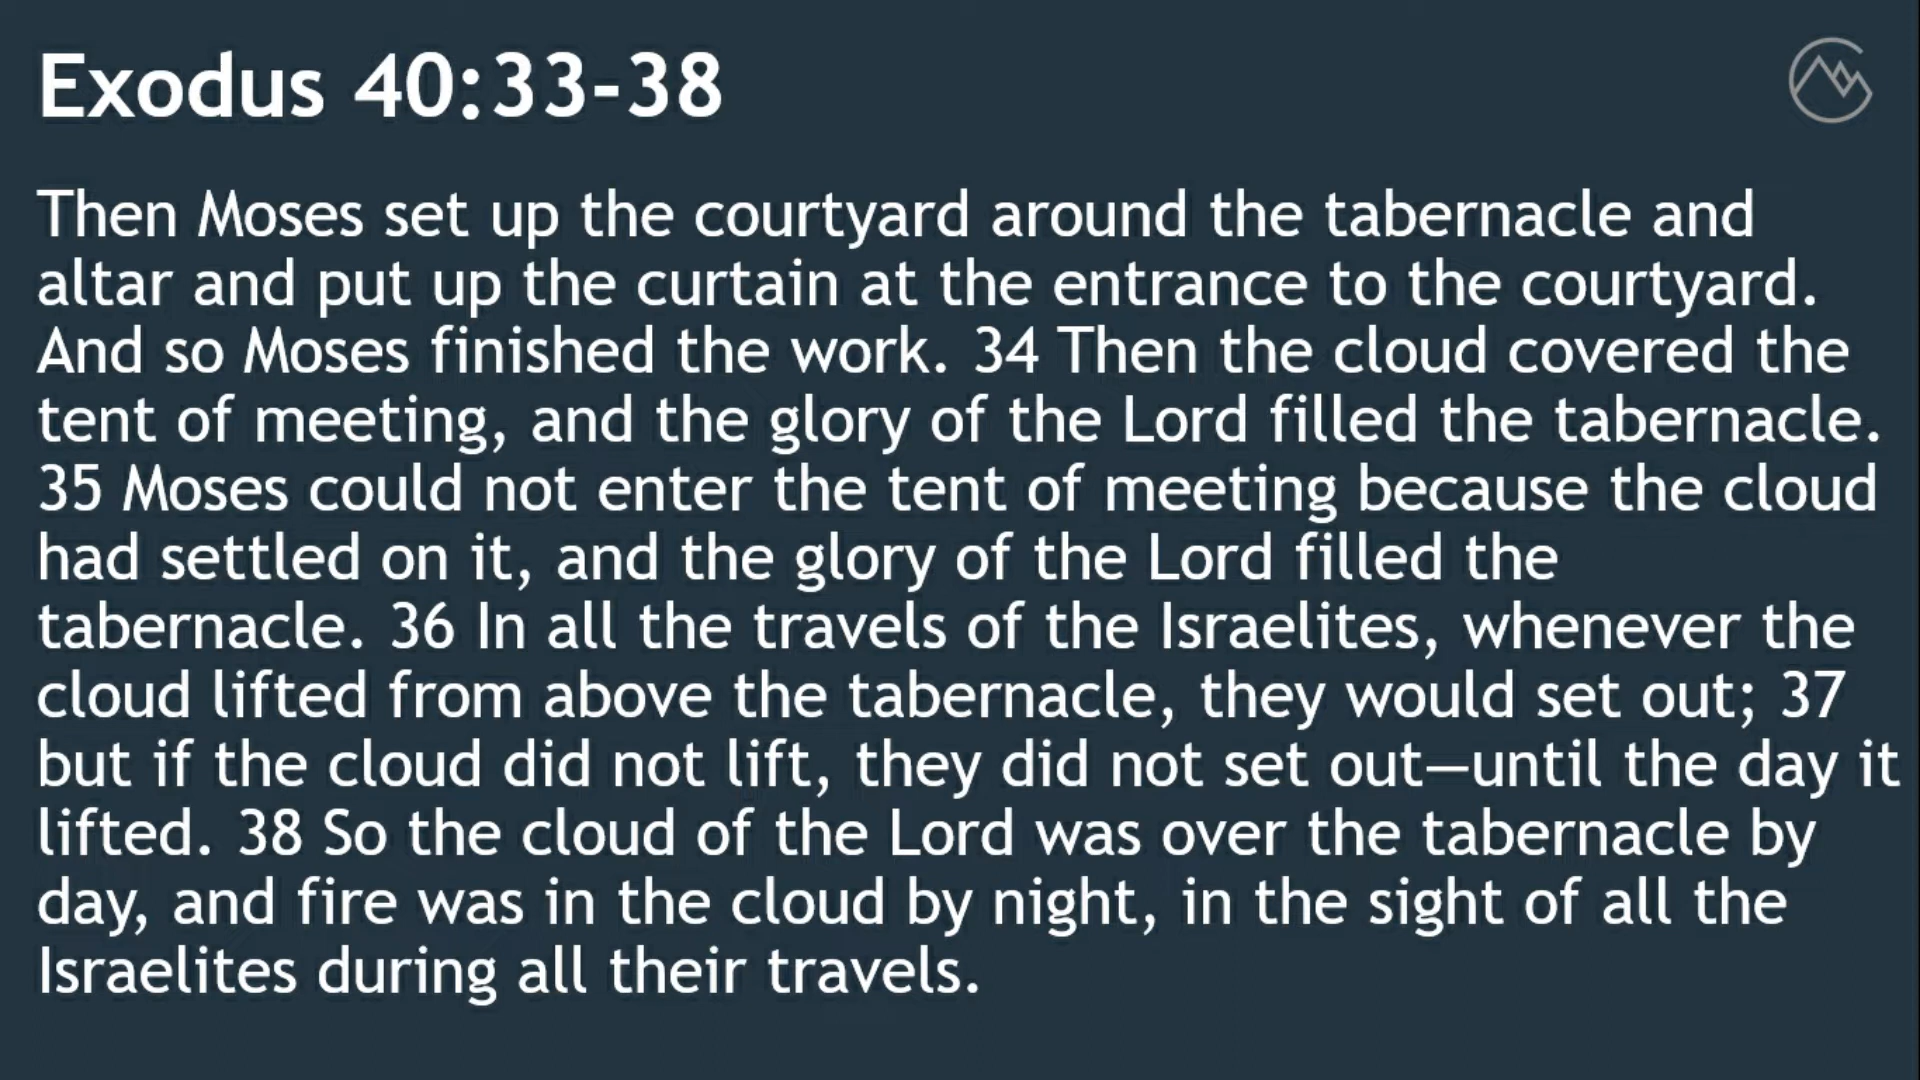 Exodus 40:33-38
Then Moses set up the courtyard around the tabernacle and
altar and put up the curtain at the entrance to the courtyard.
And so Moses finished the work. 34 Then the cloud covered the
tent of meeting, and the glory of the Lord filled the tabernacle.
35 Moses could not enter the tent of meeting because the cloud
had settled on it, and the glory of the Lord filled the
tabernacle. 36 In all the travels of the Israelites, whenever the
cloud lifted from above the tabernacle, they would set out; 37
but if the cloud did not lift, they did not set out—until the day it
lifted. 38 So the cloud of the Lord was over the tabernacle by
day, and fire was in the cloud by night, in the sight of all the
Israelites during all their travels.